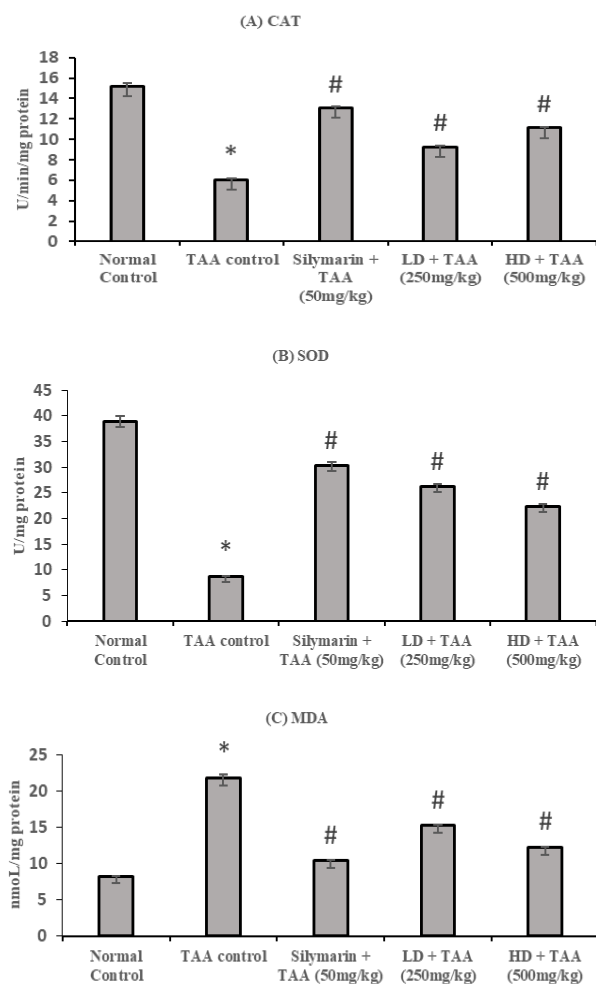 (A) CAT
U/min/mg protein
18
16
14
12
10
8
6
4
2
0
*
#
#
#
Normal
Control
TAA control
Silymarin +
TAA
(50mg/kg)
LD + TAA
(250mg/kg)
HD + TAA
(500mg/kg)
(B) SOD
U/mg protein
45
40
35
30
25
20
15
10
5
0
*
#
#
#
Normal
Control
TAA control
Silymarin +
TAA (50mg/kg)
LD + TAA
(250mg/kg)
HD + TAA
(500mg/kg)
(C) MDA
nmoL/mg protein
25
20
15
10
5
0
*
#
#
#
Normal
Control
TAA control
Silymarin +
TAA (50mg/kg)
LD + TAA
(250mg/kg)
HD + TAA
(500mg/kg)